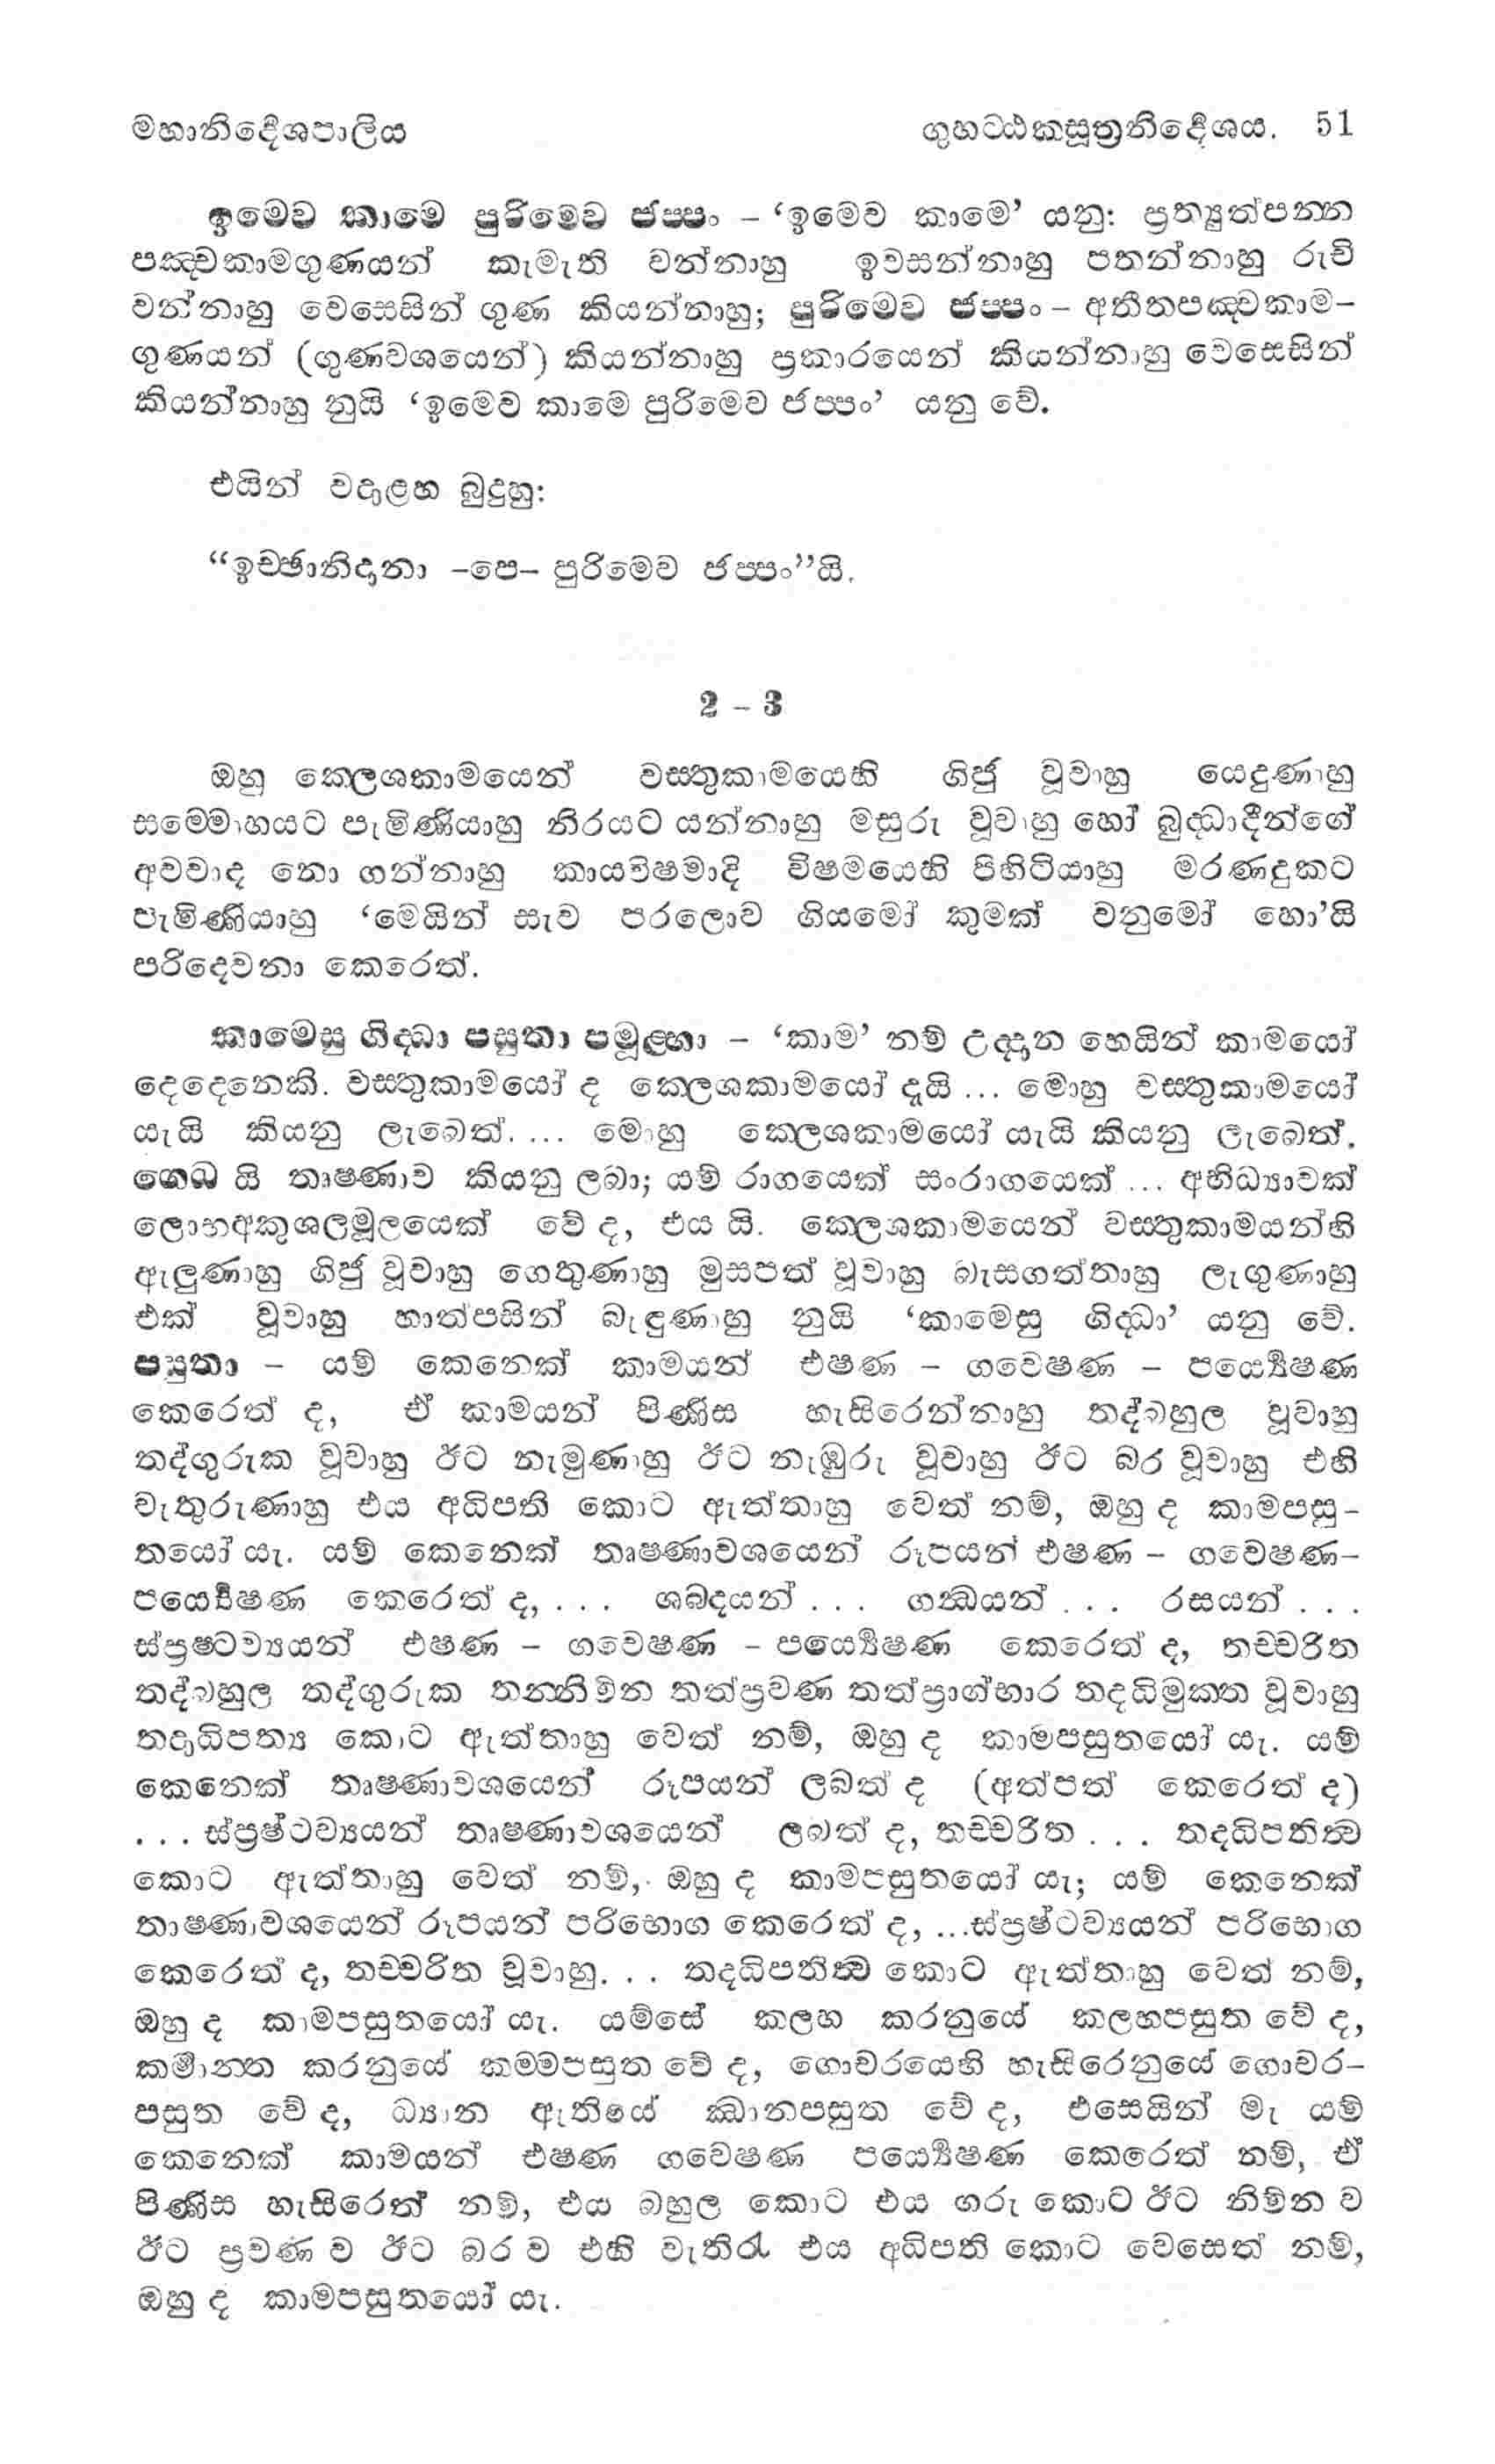 මහානිර්‍දෙශපාලිය ගුහට්ඨකසූත්‍රනිර්‍දෙශය. 51
ඉමෙව කාමෙ පුරිමෙව ජප්පං – ‘ඉමෙව කාමෙ’ යනු: ප්‍රත්‍යුත්පන්න
පඤ්චකාමගුණයන් කැමැති වන්නාහු ඉවසන්නාහු පතන්නාහු රුචි
වන්නාහු වෙසෙසින් ගුණ කියන්නාහු; පුරිමෙව ජප්පං – අතීතපඤ්චකාම–
ගුණයන් (ගුණවශයෙන්) කියන්නාහු ප්‍රකාරයෙන් කියන්නාහු වෙසෙසින්
කියන්නාහු නුයි ‘ඉමෙව කාමෙ පුරිමෙව ජප්පං’ යනු වේ.
එයින් වදාළහ බුදුහු:
“ඉච්ඡානිදානා –පෙ– පුරිමෙව ජප්පං”යි.
2 – 3
ඔහු ක්ලෙශකාමයෙන් වස්තුකාමයෙහි ගිජු වූවාහු යෙදුණාහු
සම්මොහයට පැමිණියාහු නිරයට යන්නාහු මසුරු වූවාහු හෝ බුද්ධාදීන්ගේ
අවවාද නො ගන්නාහු කායවිෂමාදි විෂමයෙහි පිහිටියාහු මරණදුකට
පැමිණියාහු ‘මෙයින් සැව පරලොව ගියමෝ කුමක් වනුමෝ හො’යි
පරිදෙවනා කෙරෙත්.
කාමෙසු ගිද්ධා පසුතා පමූළ්හා – ‘කාම’ නම් උද්දාන හෙයින් කාමයෝ
දෙදෙනෙකි. වස්තුකාමයෝ ද ක්ලෙශකාමයෝ දැයි ... මොහු වස්තුකාමයෝ
යැයි කියනු ලැබෙත්. ... මොහු ක්ලෙශකාමයෝ යැයි කියනු ලැබෙත්.
ගෙධ යි තෘෂ්ණාව කියනු ලබා; යම් රාගයෙක් සංරාගයෙක් ... අභිධ්‍යාවක්
ලොභඅකුශලමූලයෙක් වේ ද, එය යි. ක්ලෙශකාමයෙන් වස්තුකාමයන්හි
ඇලුණාහු ගිජු වූවාහු ගෙතුණාහු මුසපත් වූවාහු බැසගත්තාහු ලැගුණාහු
එක් වූවාහු හාත්පසින් බැඳුණාහු නුයි ‘කාමෙසු ගිද්ධා’ යනු වේ.
පසුතා – යම් කෙනෙක් කාමයන් එෂණ – ගවෙෂණ – පර්‍ය්‍යෙෂණ
කෙරෙත් ද, ඒ කාමයන් පිණිස හැසිරෙන්නාහු තද්බහුල වූවාහු
තද්ගුරුක වූවාහු ඊට නැමුණාහු ඊට නැඹුරු වූවාහු ඊට බර වූවාහු එහි
වැතුරුණාහු එය අධිපති කොට ඇත්තාහු වෙත් නම්, ඔහු ද කාමපසු–
තයෝ යැ. යම් කෙනෙක් තෘෂ්ණාවශයෙන් රූපයන් එෂණ – ගවෙෂණ–
පර්‍ය්‍යෙෂණ කෙරෙත් ද, ... ශබ්දයන් ... ගන්ධයන් ... රසයන් ...
ස්ප්‍රෂ්ටව්‍යයන් එෂණ – ගවෙෂණ – පර්‍ය්‍යෙෂණ කෙරෙත් ද, තච්චරිත
තද්බහුල තද්ගුරුක තන්නිම්න තත්ප්‍රවණ තත්ප්‍රාග්භාර තදධිමුක්ත වූවාහු
තදාධිපත්‍ය කොට ඇත්තාහු වෙත් නම්, ඔහු ද කාමපසුතයෝ යැ. යම්
කෙනෙක් තෘෂ්ණාවශයෙන් රූපයන් ලබත් ද (අත්පත් කෙරෙත් ද)
... ස්ප්‍රෂ්ටව්‍යයන් තෘෂ්ණාවශයෙන් ලබත් ද, තච්චරිත ... තදධිපතිත්‍ව
කොට ඇත්තාහු වෙත් නම්, ඔහු ද කාමපසුතයෝ යැ; යම් කෙනෙක්
තාෂ්ණාවශයෙන් රූපයන් පරිභොග කෙරෙත් ද, ...ස්ප්‍රෂ්ටව්‍යයන් පරිභොග
කෙරෙත් ද, තච්චරිත වූවාහු. .. තදධිපතිත්‍ව කොට ඇත්තාහු වෙත් නම්,
ඔහු ද කාමපසුතයෝ යැ. යම්සේ කලහ කරනුයේ කලහපසුත වේ ද,
කර්‍මාන්ත කරනුයේ කම්මපසුත වේ ද, ගොචරයෙහි හැසිරෙනුයේ ගොචර–
පසුත වේ ද, ධ්‍යාන ඇතියේ ඣානපසුත වේ ද, එසෙයින් මැ යම්
කෙනෙක් කාමයන් එෂණ ගවෙෂණ පර්‍ය්‍යෙෂණ කෙරෙත් නම්, ඒ
පිණිස හැසිරෙත් නම්, එය බහුල කොට එය ගරු කොට ඊට නිම්න ව
ඊට ප්‍රවණ ව ඊට බර ව එහි වැතිරැ එය අධිපති කොට වෙසෙත් නම්,
ඔහු ද කාමපසුතයෝ යැ.